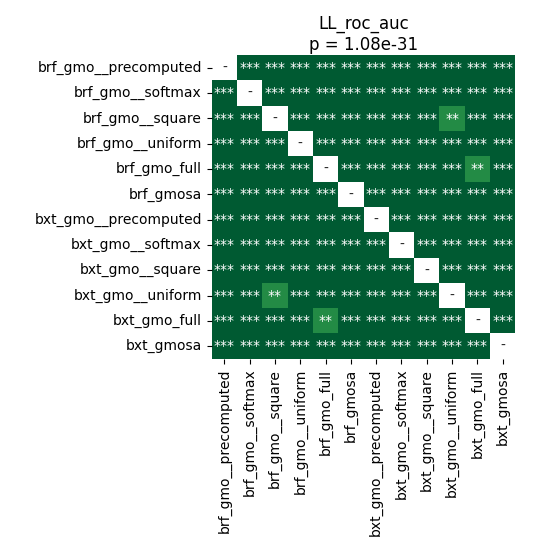 LL_roc_auc
p = 1.08e-31
brf_gmo__precomputed - *** *** *** *** *** *** *** *** *** *** ***
brf_gmo__softmax *** - *** *** *** *** *** *** *** *** *** ***
brf_gmo__square *** *** - *** *** *** *** *** *** ** *** ***
brf_gmo__uniform *** *** *** - *** *** *** *** *** *** *** ***
brf_gmo_full *** *** *** *** - *** *** *** *** *** ** ***
brf_gmosa *** *** *** *** *** - *** *** *** *** *** ***
bxt_gmo__precomputed *** *** *** *** *** *** - *** *** *** *** ***
bxt_gmo__softmax *** *** *** *** *** *** *** - *** *** *** ***
bxt_gmo__square *** *** *** *** *** *** *** *** - *** *** ***
bxt_gmo__uniform *** *** ** *** *** *** *** *** *** - *** ***
bxt_gmo_full *** *** *** *** ** *** *** *** *** *** - ***
bxt_gmosa *** *** *** *** *** *** *** *** *** *** *** -
brf_gmo__precomputed
brf_gmo__softmax
brf_gmo__square
brf_gmo__uniform
brf_gmo_full
brf_gmosa
bxt_gmo__precomputed
bxt_gmo__softmax
bxt_gmo__square
bxt_gmo__uniform
bxt_gmo_full
bxt_gmosa